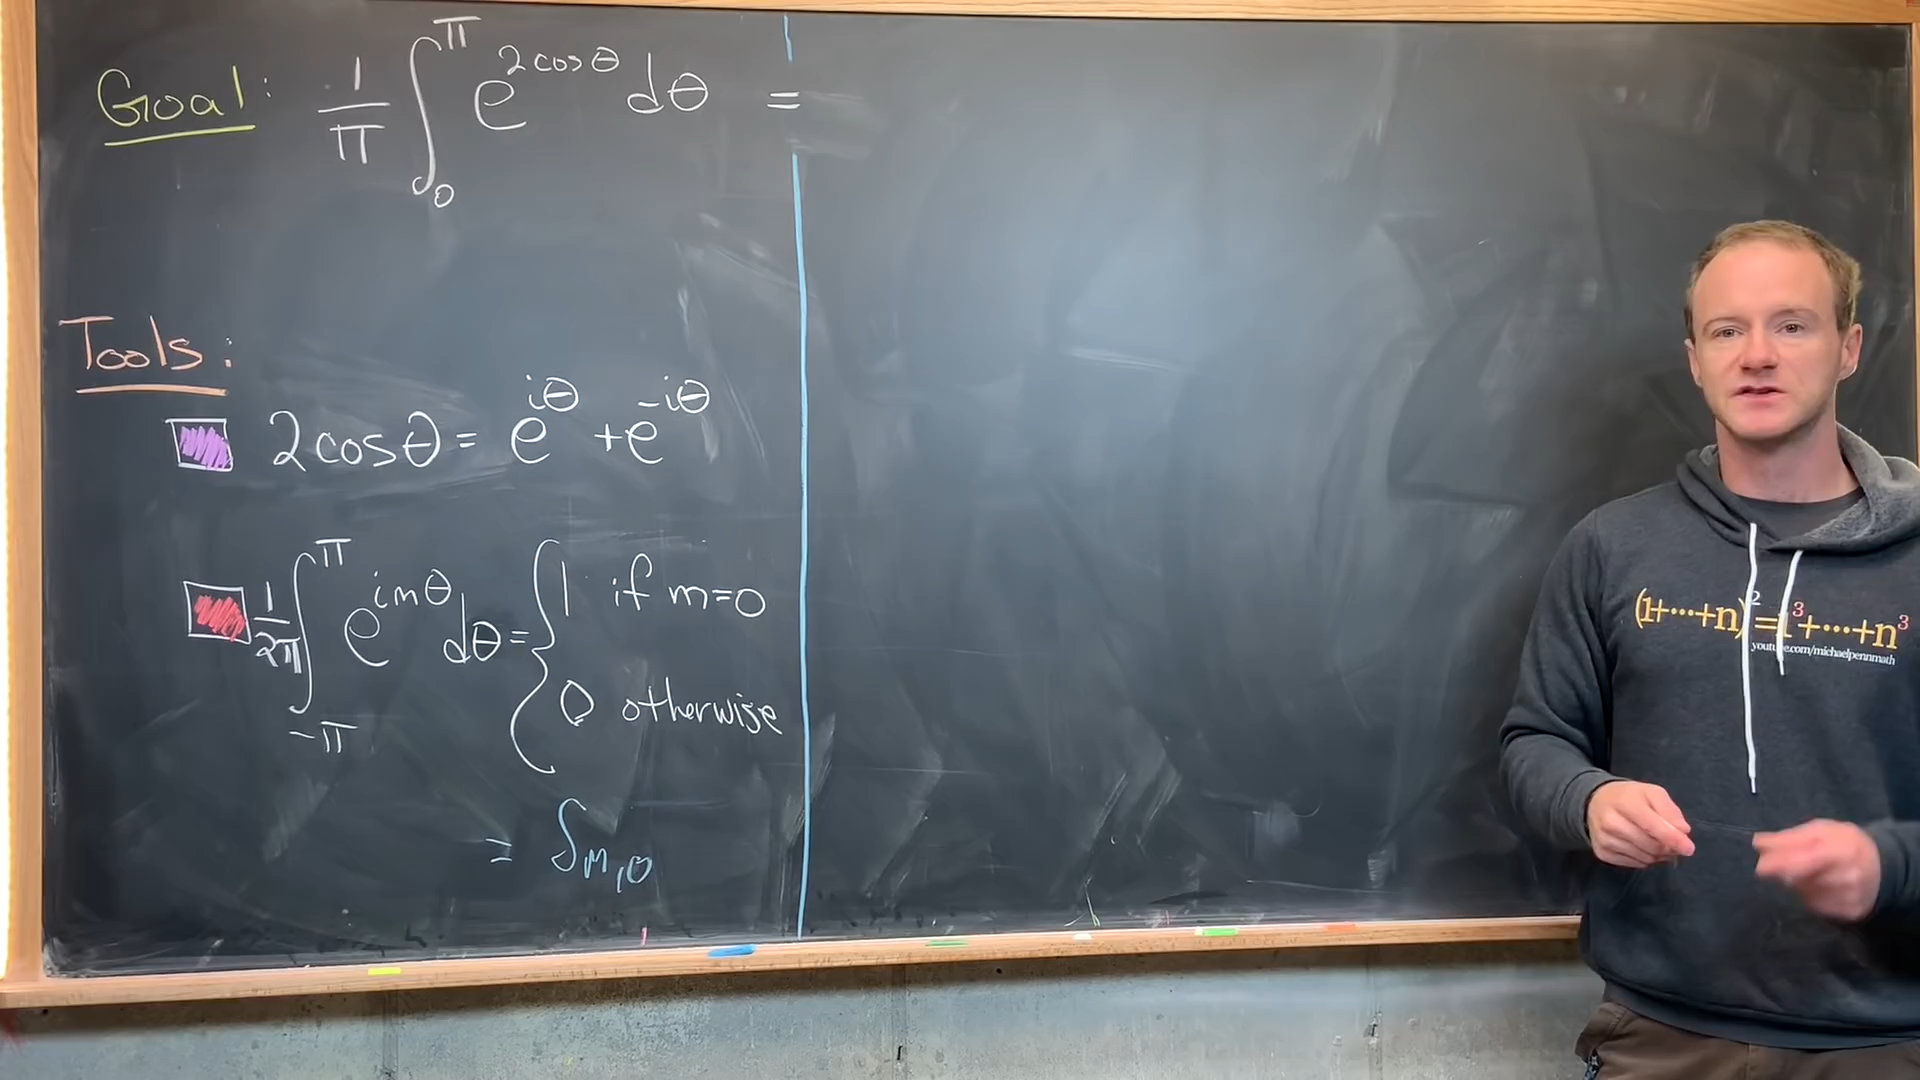 Goal: 1/π ∫₀^π e^{2cosθ} dθ =
Tools:
2cosθ = e^{iθ} + e^{-iθ}
1/2π ∫_{-π}^{π} e^{imθ} dθ = { 1 if m=0
0 otherwise
= δ_{m,0}
(1+⋯+n)²=1³+⋯+n³
youtube.com/michaelpennmath